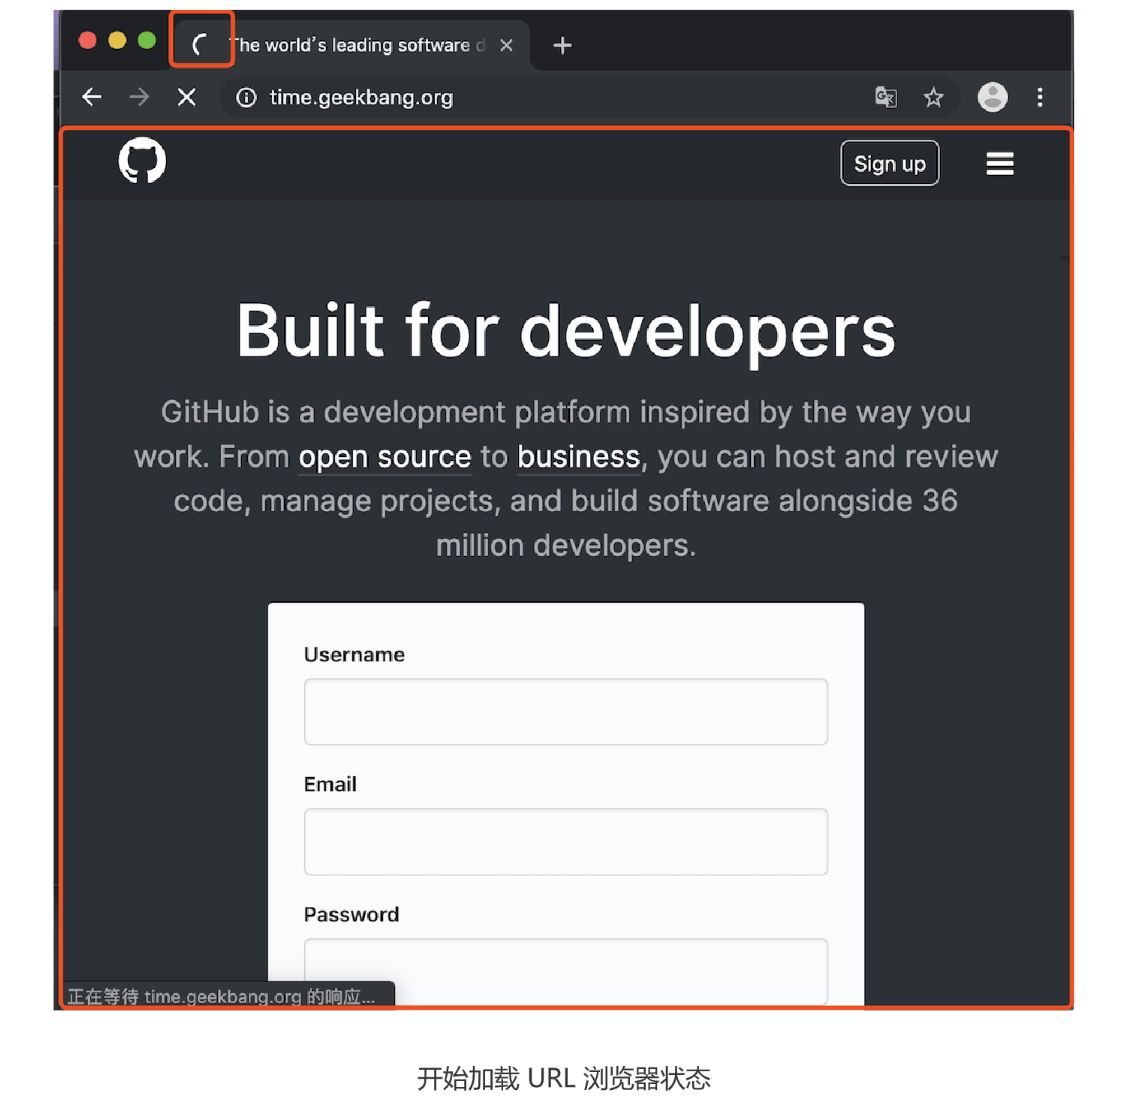 The world's leading software d
time.geekbang.org
Sign up
Built for developers
GitHub is a development platform inspired by the way you
work. From open source to business, you can host and review
code, manage projects, and build software alongside 36
million developers.
Username
Email
Password
正在等待 time.geekbang.org 的响应...
开始加载 URL 浏览器状态